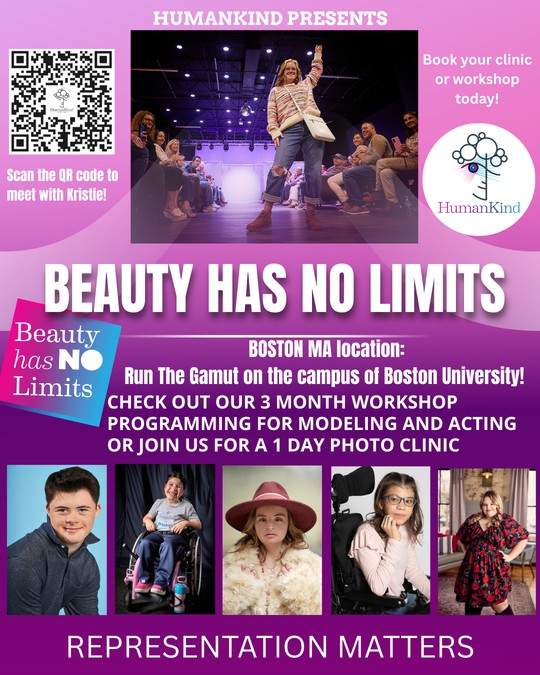 HUMANKIND PRESENTS
HumanKind
Scan the QR code to
meet with Kristie!
Book your clinic
or workshop
today!
HumanKind
BEAUTY HAS NO LIMITS
Beauty
has NO
Limits
BOSTON MA location:
Run The Gamut on the campus of Boston University!
CHECK OUT OUR 3 MONTH WORKSHOP
PROGRAMMING FOR MODELING AND ACTING
OR JOIN US FOR A 1 DAY PHOTO CLINIC
REPRESENTATION MATTERS